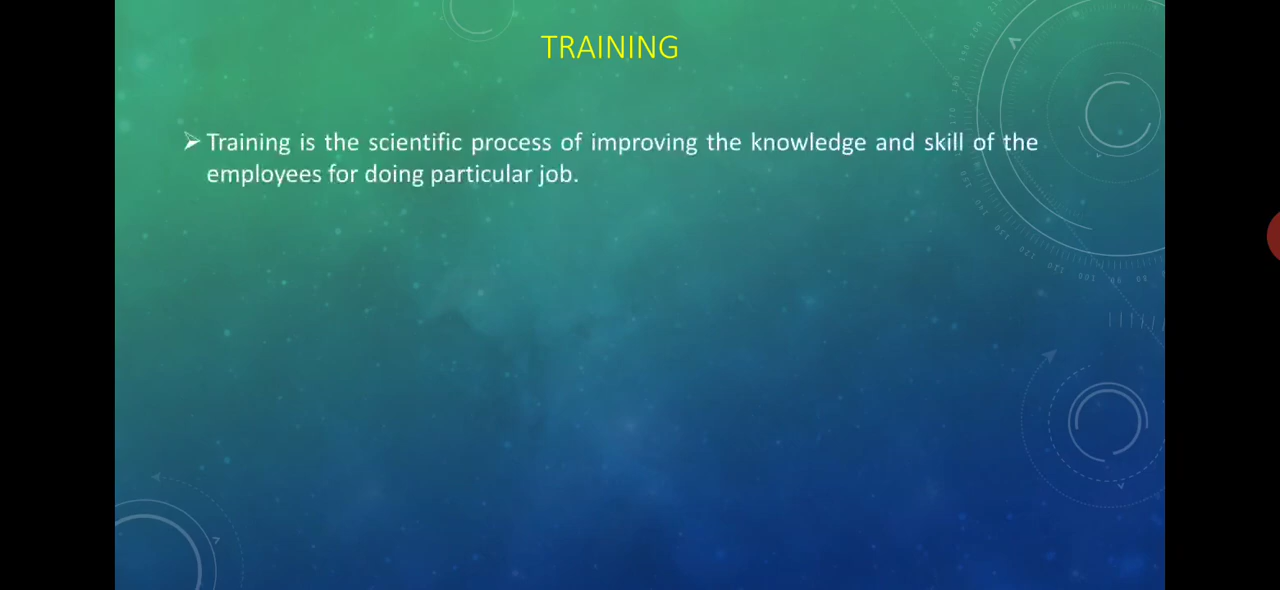 TRAINING
➢ Training is the scientific process of improving the knowledge and skill of the
employees for doing particular job.